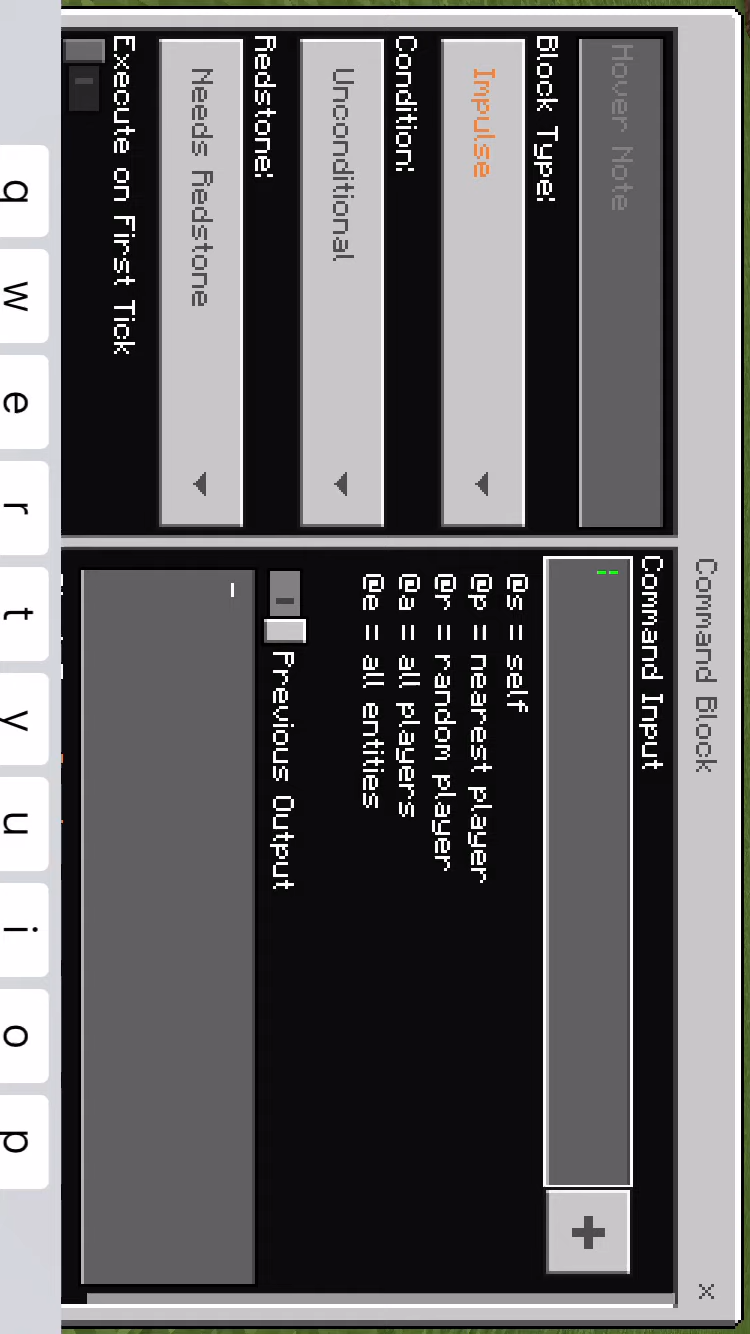 Command Block
x
Hover Note
Block Type:
Impulse
Condition:
Unconditional
Redstone:
Needs Redstone
Execute on First Tick
Command Input
+
@s = self
@p = nearest player
@r = random player
@a = all players
@e = all entities
Previous Output
-
q w e r t y u i o p